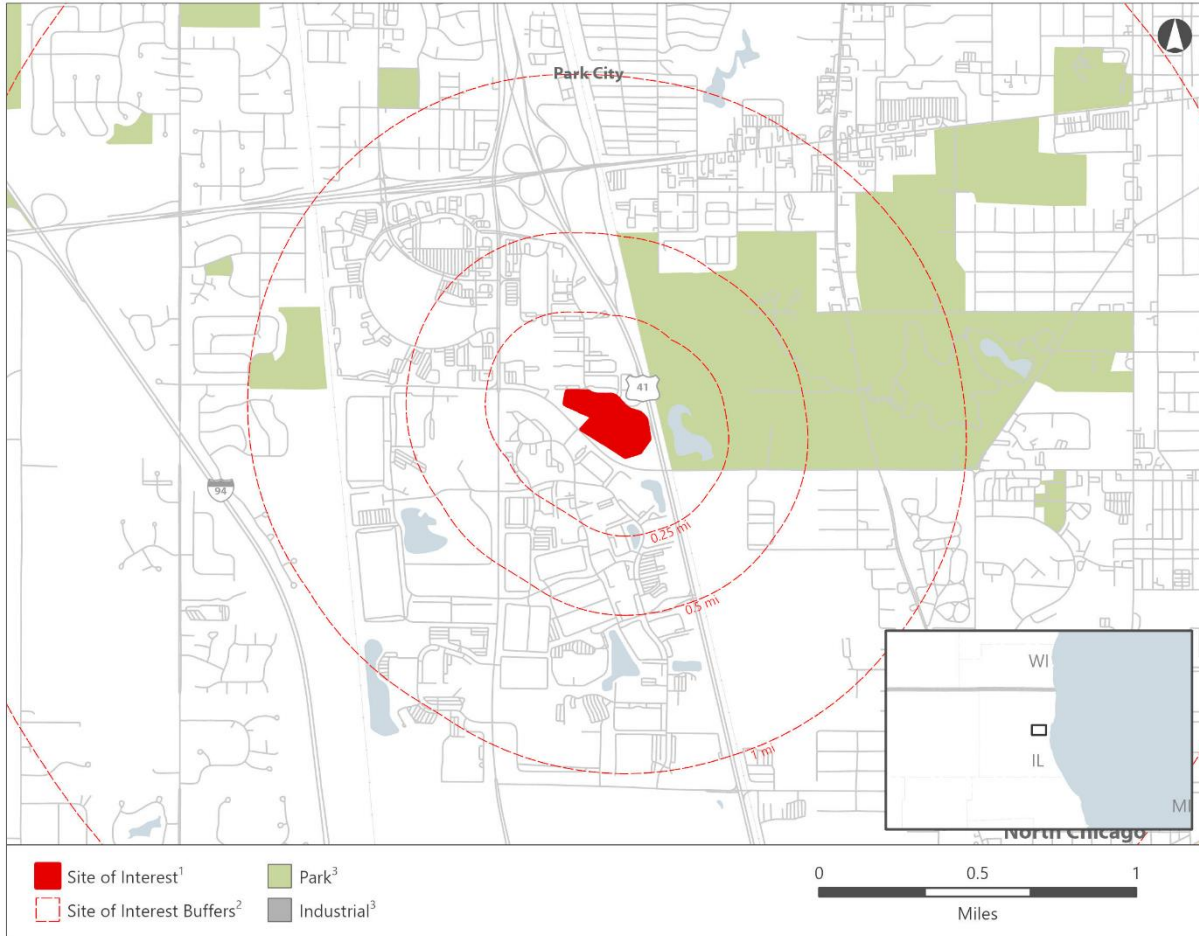 Park City
41
94
0.25 mi
0.5 mi
1 mi
WI
IL
MI
North Chicago
Site of Interest¹
Site of Interest Buffers²
Park³
Industrial³
0 0.5 1
Miles